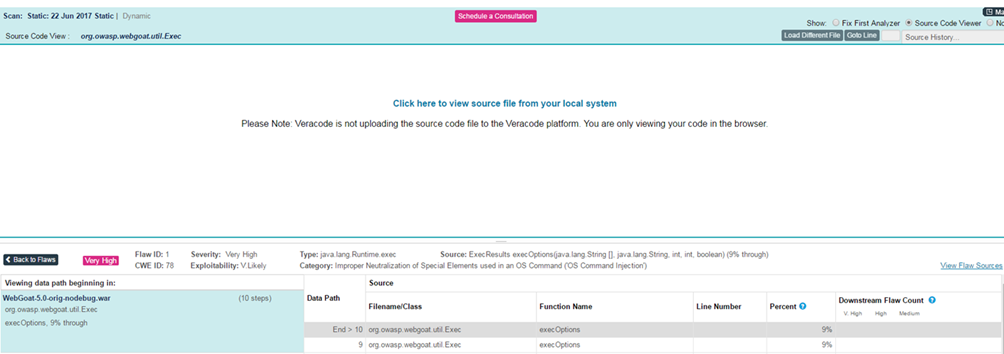 Scan: Static: 22 Jun 2017 Static | Dynamic
Schedule a Consultation
Show: Fix First Analyzer Source Code Viewer
Source Code View : org.owasp.webgoat.util.Exec
Load Different File Goto Line Source History...
Click here to view source file from your local system
Please Note: Veracode is not uploading the source code file to the Veracode platform. You are only viewing your code in the browser.
Back to Flaws
Very High
Flaw ID: 1 Severity: Very High Type: java.lang.Runtime.exec Source: ExecResults execOptions(java.lang.String [], java.lang.String, int, int, boolean) (9% through)
CWE ID: 78 Exploitability: V.Likely Category: Improper Neutralization of Special Elements used in an OS Command ('OS Command Injection')
View Flaw Sources
Viewing data path beginning in:
WebGoat-5.0-orig-nodebug.war (10 steps)
org.owasp.webgoat.util.Exec
execOptions, 9% through
Data Path
Source
Filename/Class Function Name Line Number Percent ? Downstream Flaw Count ?
V. High High Medium
End > 10 org.owasp.webgoat.util.Exec execOptions 9%
9 org.owasp.webgoat.util.Exec execOptions 9%